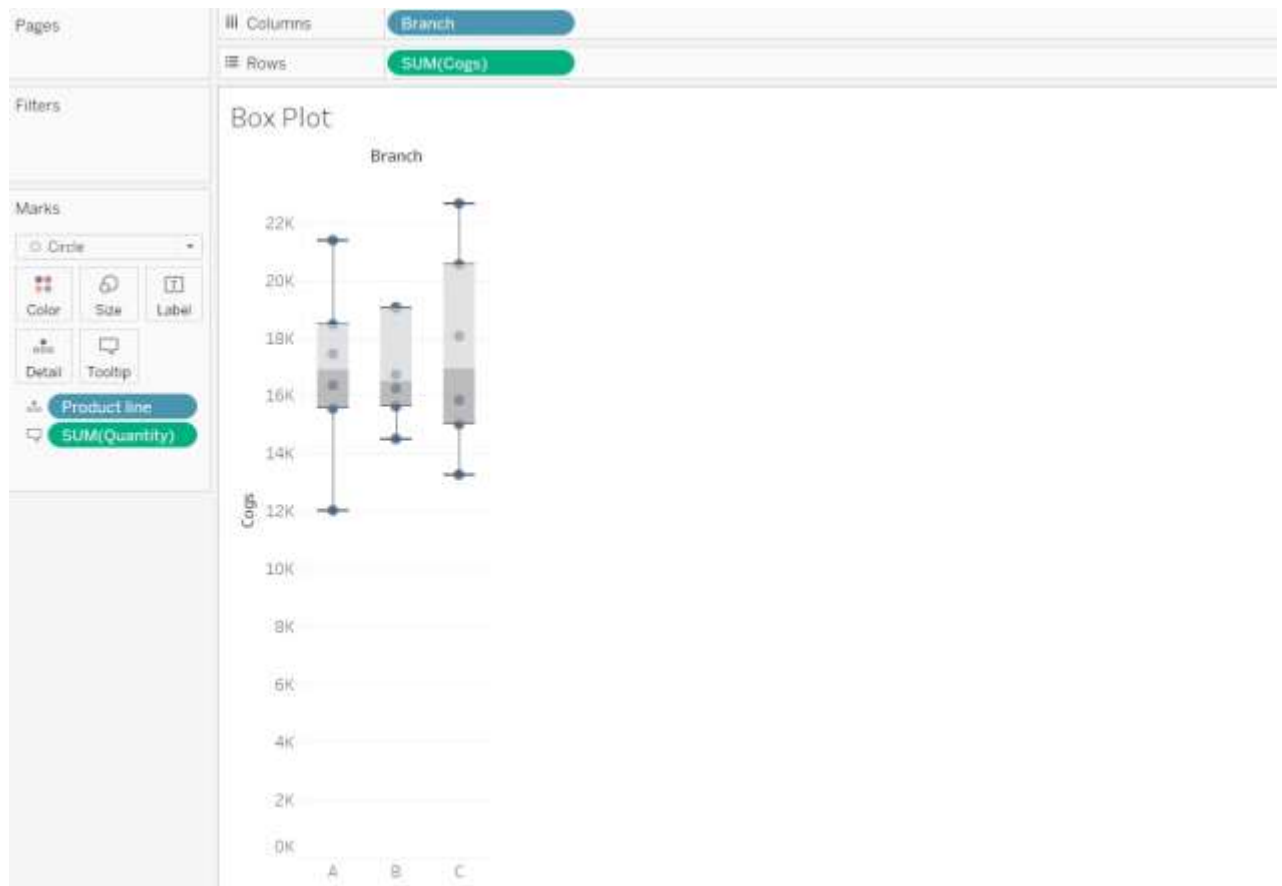 Pages
Columns
Branch
Rows
SUM(Cogs)
Filters
Marks
Circle
Color
Size
Label
Detail
Tooltip
Product line
SUM(Quantity)
Box Plot
Branch
22K
20K
18K
16K
14K
12K
10K
8K
6K
4K
2K
0K
Cogs
A B C